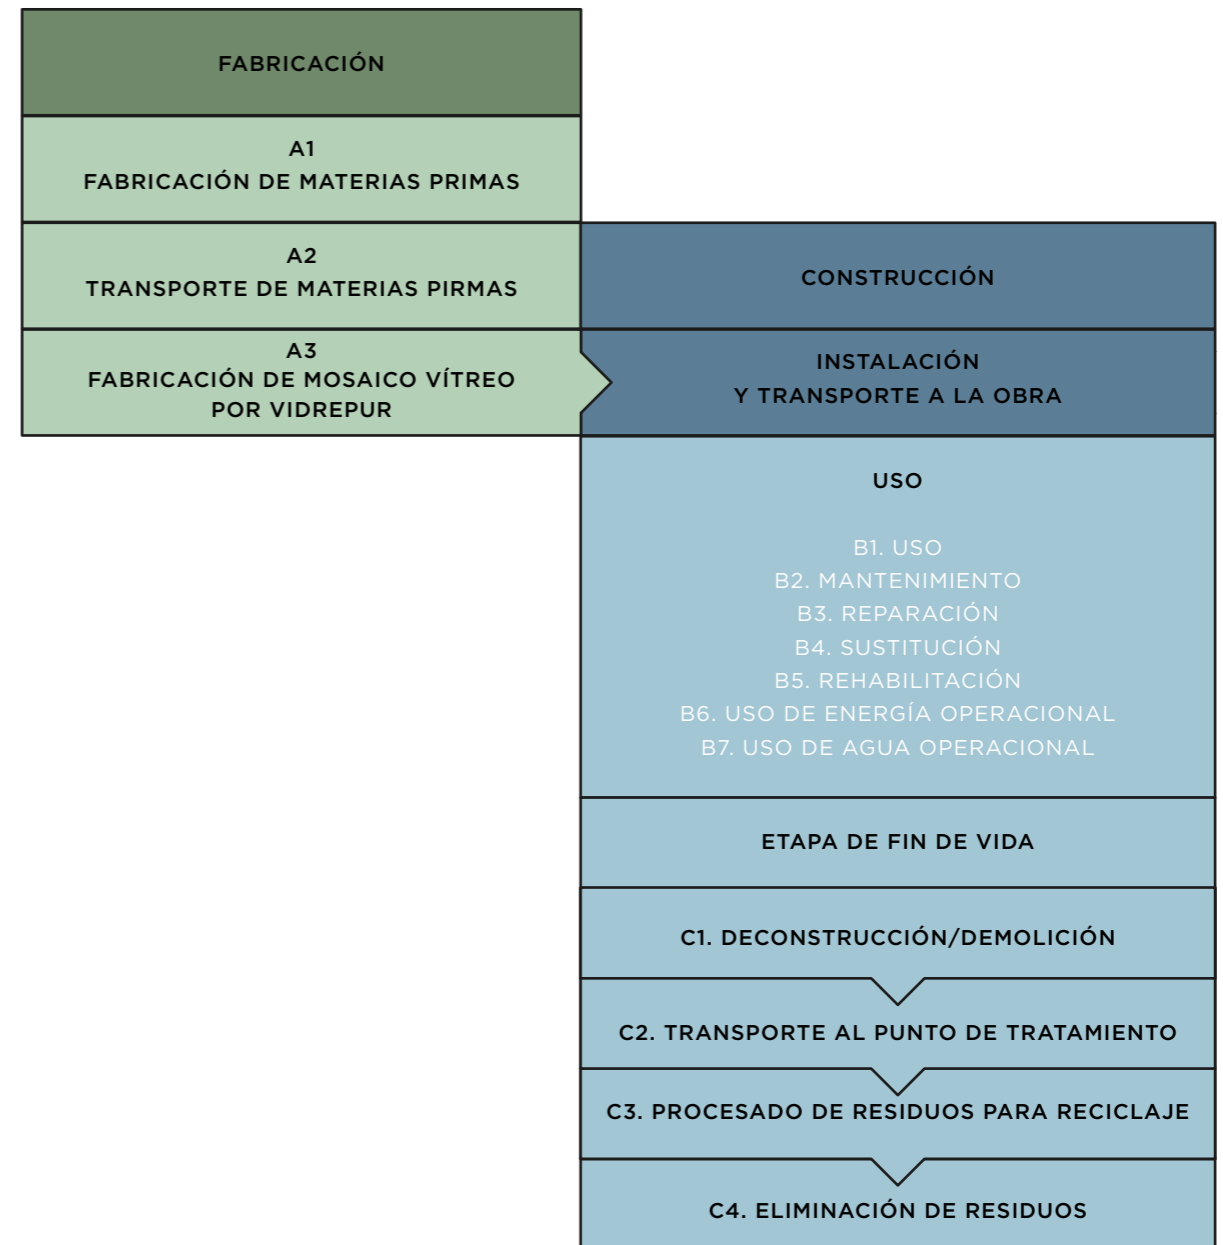 FABRICACIÓN
A1
FABRICACIÓN DE MATERIAS PRIMAS
A2
TRANSPORTE DE MATERIAS PIRMAS
A3
FABRICACIÓN DE MOSAICO VÍTREO
POR VIDREPUR
CONSTRUCCIÓN
INSTALACIÓN
Y TRANSPORTE A LA OBRA
USO
B1. USO
B2. MANTENIMIENTO
B3. REPARACIÓN
B4. SUSTITUCIÓN
B5. REHABILITACIÓN
B6. USO DE ENERGÍA OPERACIONAL
B7. USO DE AGUA OPERACIONAL
ETAPA DE FIN DE VIDA
C1. DECONSTRUCCIÓN/DEMOLICIÓN
C2. TRANSPORTE AL PUNTO DE TRATAMIENTO
C3. PROCESADO DE RESIDUOS PARA RECICLAJE
C4. ELIMINACIÓN DE RESIDUOS